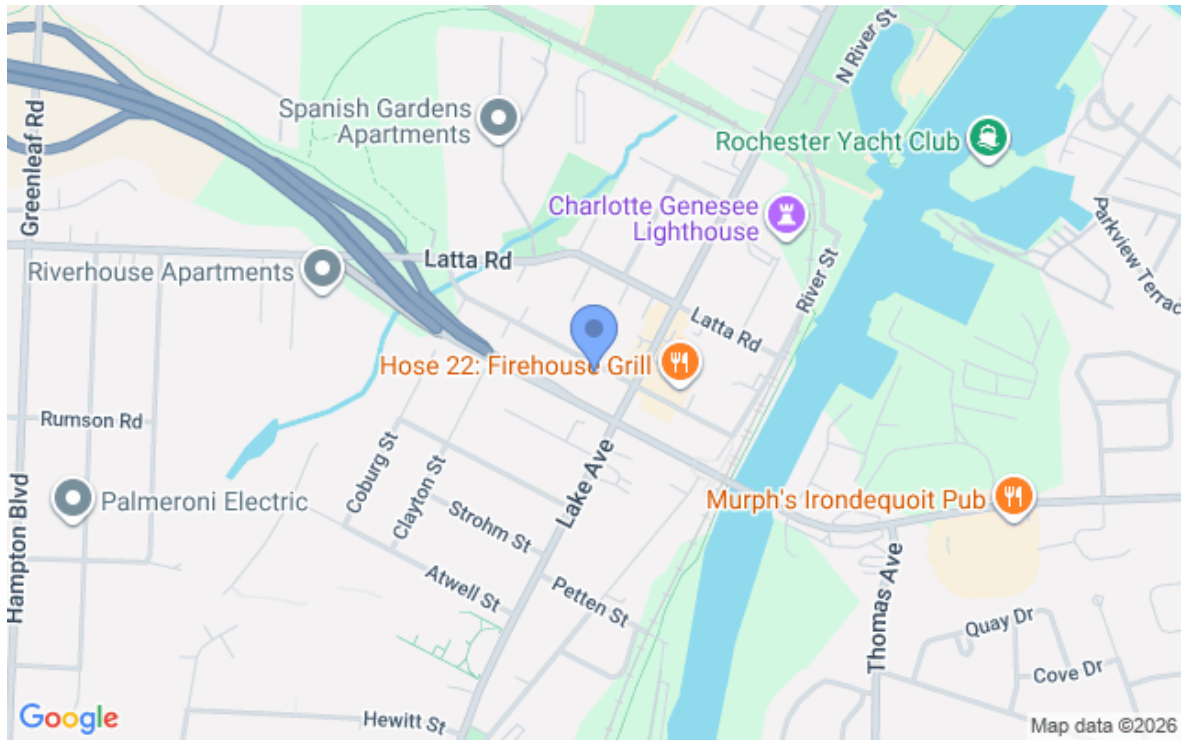 Greenleaf Rd
N River St
Spanish Gardens
Apartments
Rochester Yacht Club
Charlotte Genesee
Lighthouse
Parkview Terrac
Latta Rd
Riverhouse Apartments
River St
Latta Rd
Hose 22: Firehouse Grill
Rumson Rd
Coburg St
Clayton St
Lake Ave
Palmeroni Electric
Murph's Irondequoit Pub
Strohm St
Hampton Blvd
Atwell St
Petten St
Thomas Ave
Quay Dr
Cove Dr
Hewitt St
Google
Map data ©2026